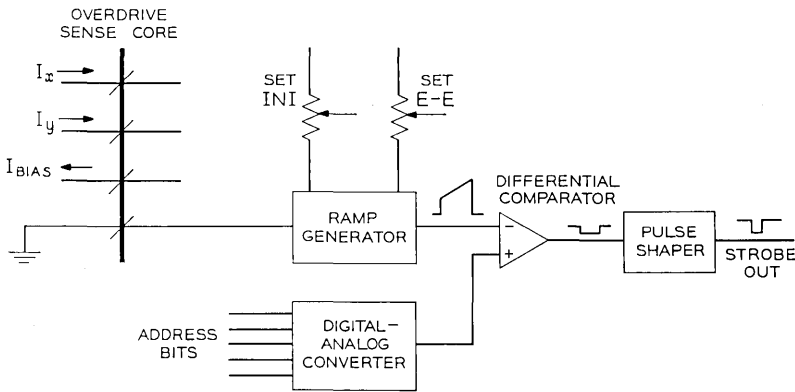 OVERDRIVE
SENSE CORE
Ix
Iy
IBIAS
SET
INI
SET
E-E
RAMP
GENERATOR
DIFFERENTIAL
COMPARATOR
-
+
PULSE
SHAPER
STROBE
OUT
ADDRESS
BITS
DIGITAL-
ANALOG
CONVERTER